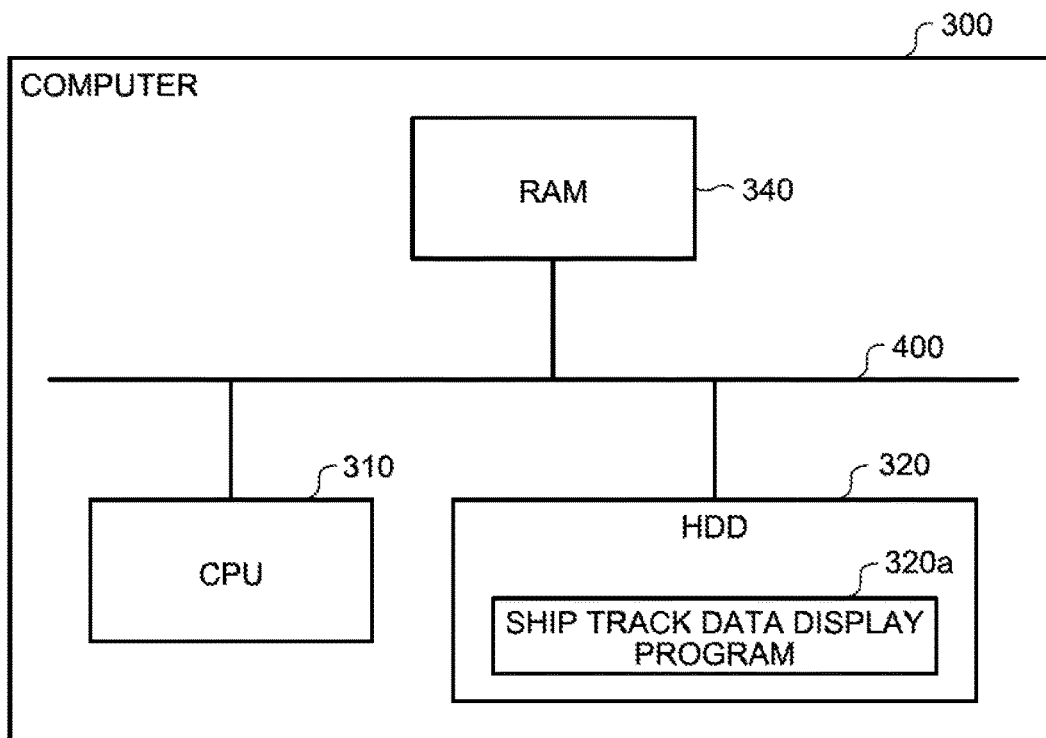 300
COMPUTER
RAM
340
400
310
320
CPU
HDD
320a
SHIP TRACK DATA DISPLAY
PROGRAM